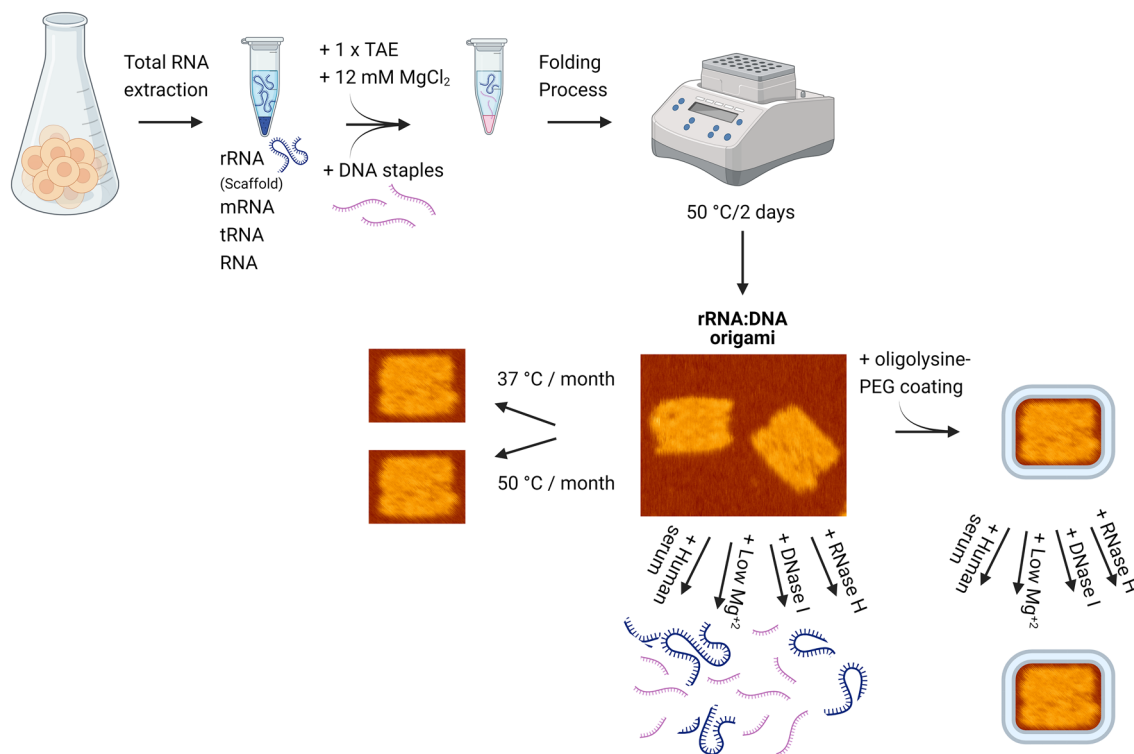 Total RNA
extraction
+ 1 x TAE
+ 12 mM MgCl₂
+ DNA staples
rRNA
(Scaffold)
mRNA
tRNA
RNA
Folding
Process
50 °C/2 days
rRNA:DNA
origami
37 °C / month
50 °C / month
+ oligolysine-
PEG coating
+ Human
serum
+ Low Mg⁺²
+ DNase I
+ RNase H
+ Human
serum
+ Low Mg⁺²
+ DNase I
+ RNase H